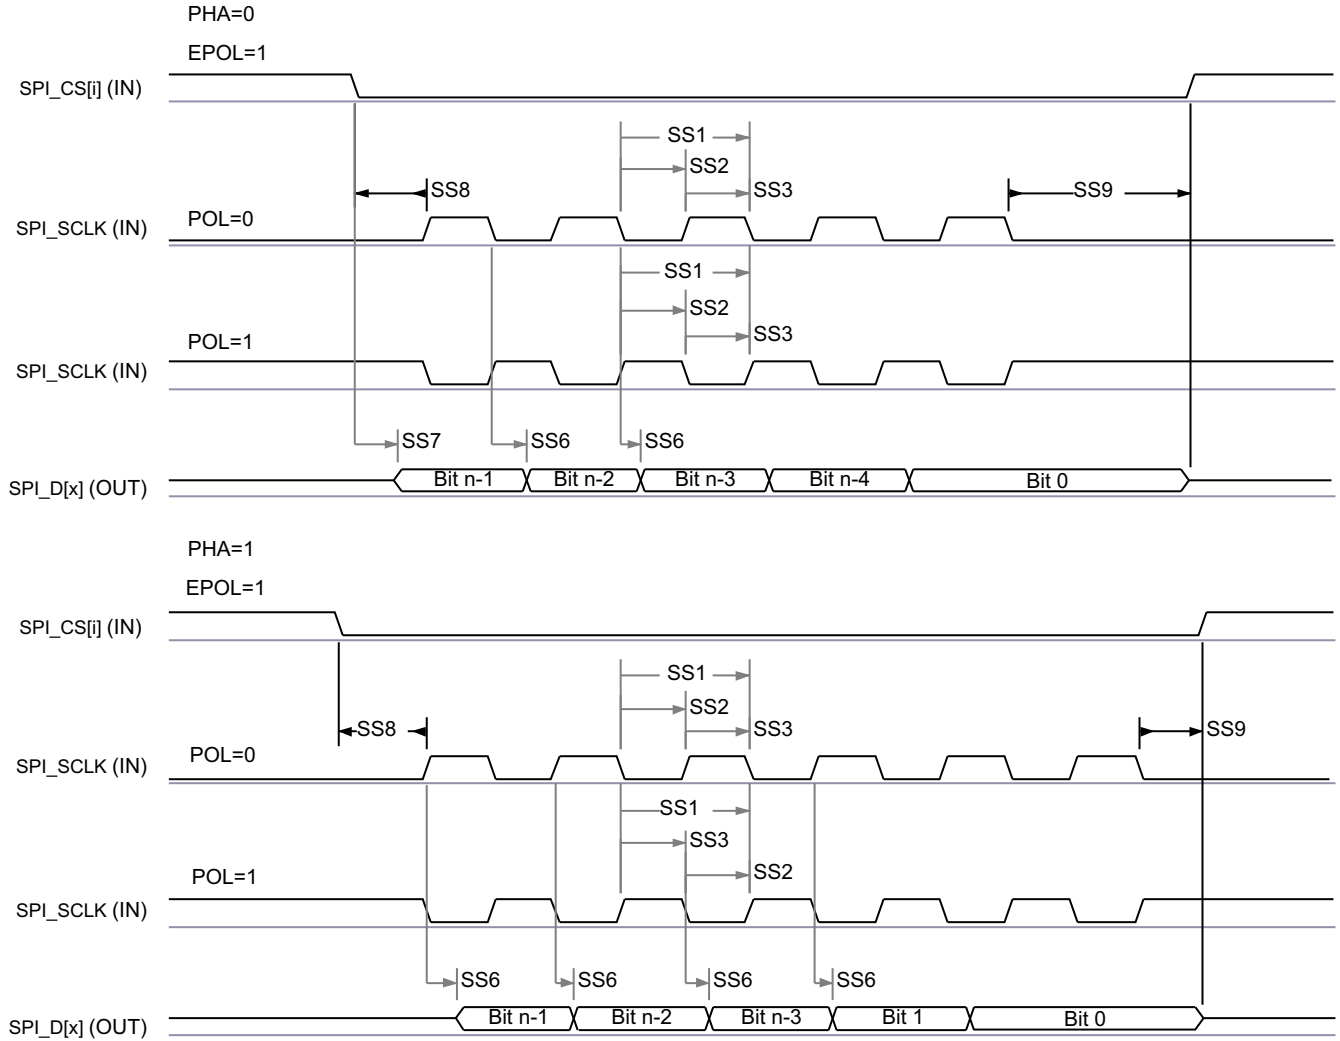 PHA=0
EPOL=1
SPI_CS[i] (IN)
SS1
SS2
SS8
SS3
SS9
POL=0
SPI_SCLK (IN)
SS1
SS2
SS3
POL=1
SPI_SCLK (IN)
SS7
SS6
SS6
SPI_D[x] (OUT)
Bit n-1
Bit n-2
Bit n-3
Bit n-4
Bit 0
PHA=1
EPOL=1
SPI_CS[i] (IN)
SS1
SS2
SS8
SS3
SS9
POL=0
SPI_SCLK (IN)
SS1
SS3
SS2
POL=1
SPI_SCLK (IN)
SS6
SS6
SS6
SS6
SPI_D[x] (OUT)
Bit n-1
Bit n-2
Bit n-3
Bit 1
Bit 0